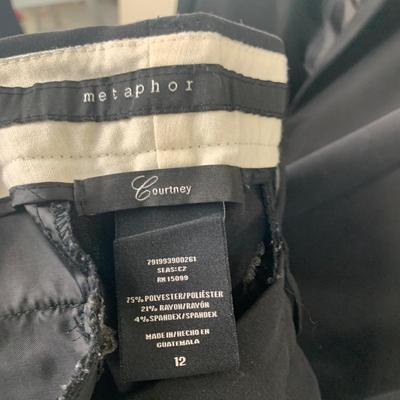 metaphor
Courtney
791993900261
SEAS:C2
RN 15099
75% POLYESTER/POLIÉSTER
21% RAYON/RAYÓN
4% SPANDEX/SPANDEX
MADE IN/HECHO EN
GUATEMALA
12